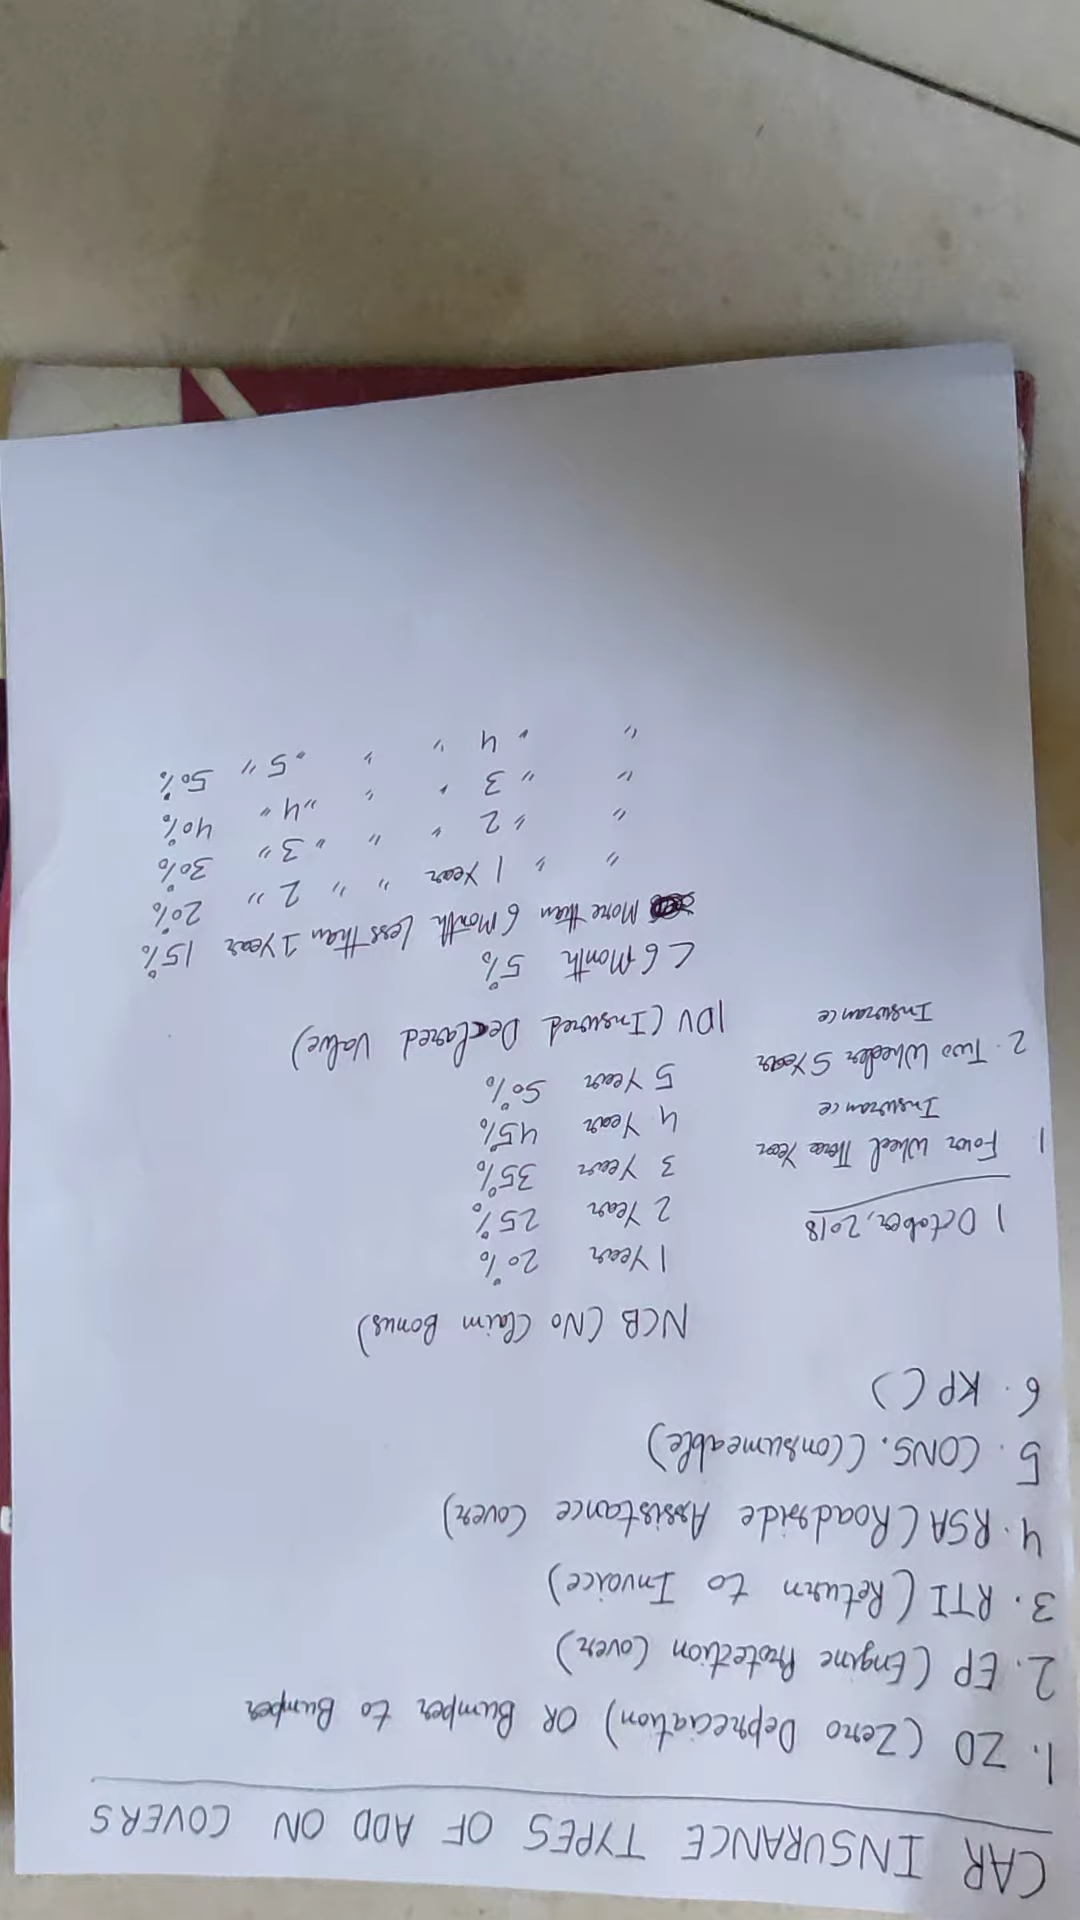 CAR INSURANCE TYPES OF ADD ON COVERS
1. ZD (Zero Depreciation) OR Bumper to Bumper
2. EP (Engine Protection Cover)
3. RTI (Return to Invoice)
4. RSA (Roadside Assistance Cover)
5. CONS. (Consumeable)
6. KP ( )
NCB (No Claim Bonus)
1 Year 20%
2 Year 25%
3 Year 35%
4 Year 45%
5 Year 50%
1 October, 2018
1 Four Wheel Three Year
Insurance
2. Two Wheeler 5 Year
Insurance
IDV (Insured Declared Value)
< 6 Month 5%
More than 6 Month Less than 1 Year 15%
" " 1 Year " " 2 " 20%
" " 2 " " " 3 " 30%
" " 3 " " " 4 " 40%
" " 4 " " " 5 " 50%